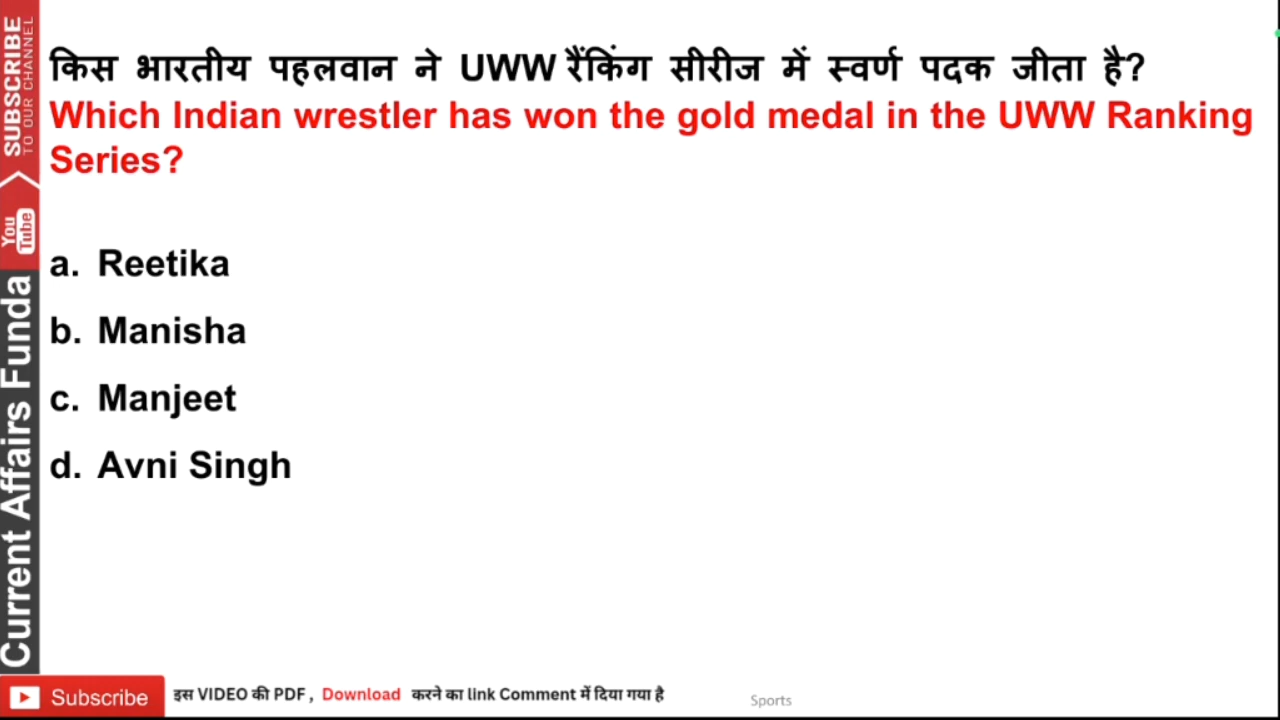 किस भारतीय पहलवान ने UWW रैंकिंग सीरीज में स्वर्ण पदक जीता है?
Which Indian wrestler has won the gold medal in the UWW Ranking
Series?
a. Reetika
b. Manisha
c. Manjeet
d. Avni Singh
SUBSCRIBE
TO OUR CHANNEL
You
Tube
Current Affairs Funda
Subscribe
इस VIDEO की PDF , Download करने का link Comment में दिया गया है
Sports